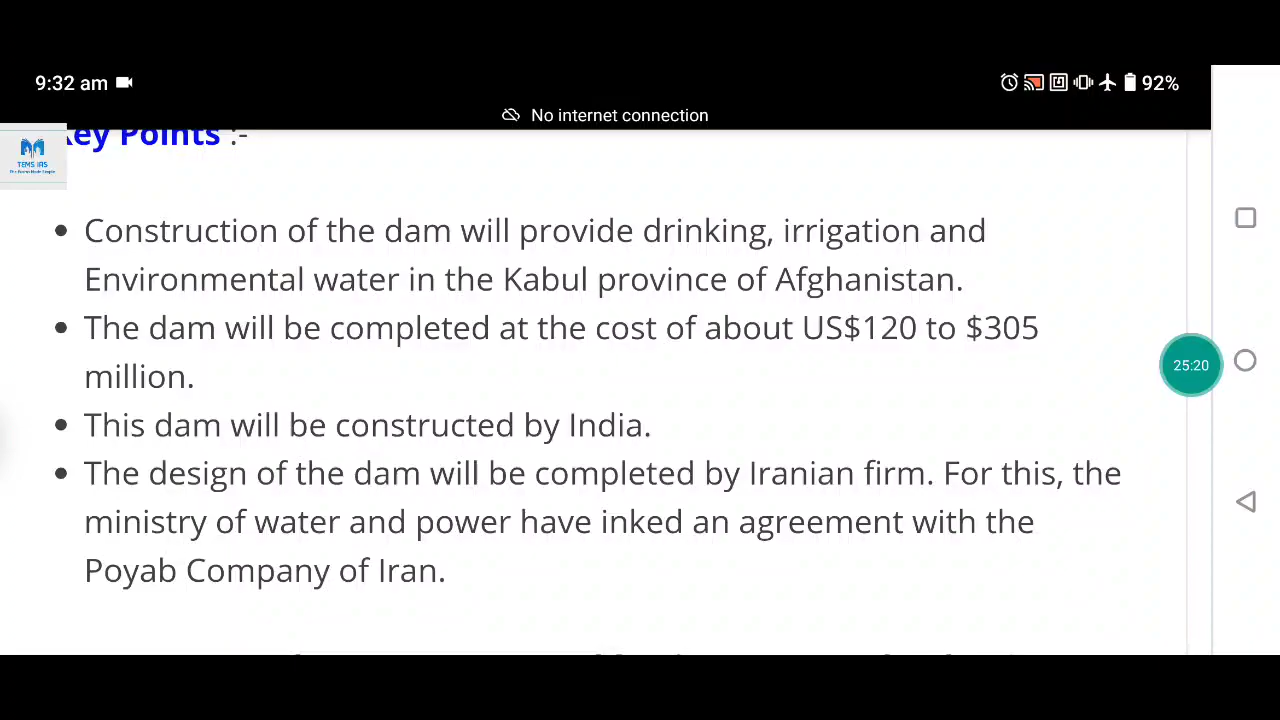 9:32 am
92%
No internet connection
Key Points :-
TEMS IAS
Construction of the dam will provide drinking, irrigation and
Environmental water in the Kabul province of Afghanistan.
The dam will be completed at the cost of about US$120 to $305
million.
This dam will be constructed by India.
25:20
The design of the dam will be completed by Iranian firm. For this, the
ministry of water and power have inked an agreement with the
Poyab Company of Iran.